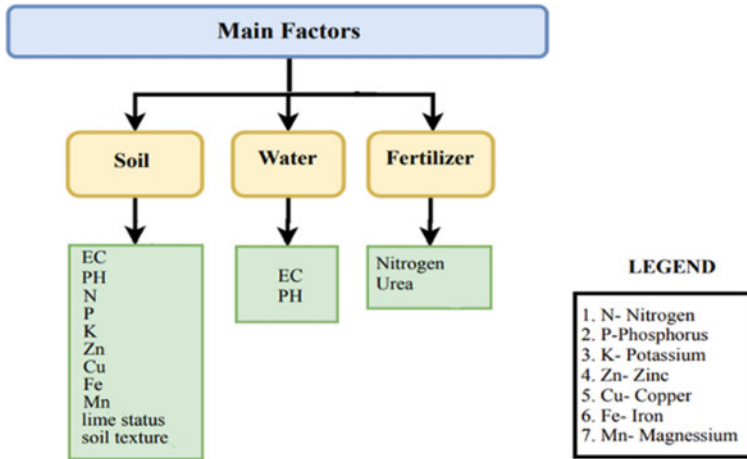 Main Factors
Soil
Water
Fertilizer
EC
PH
N
P
K
Zn
Cu
Fe
Mn
lime status
soil texture
EC
PH
Nitrogen
Urea
LEGEND
1. N- Nitrogen
2. P-Phosphorus
3. K- Potassium
4. Zn- Zinc
5. Cu- Copper
6. Fe- Iron
7. Mn- Magnessium